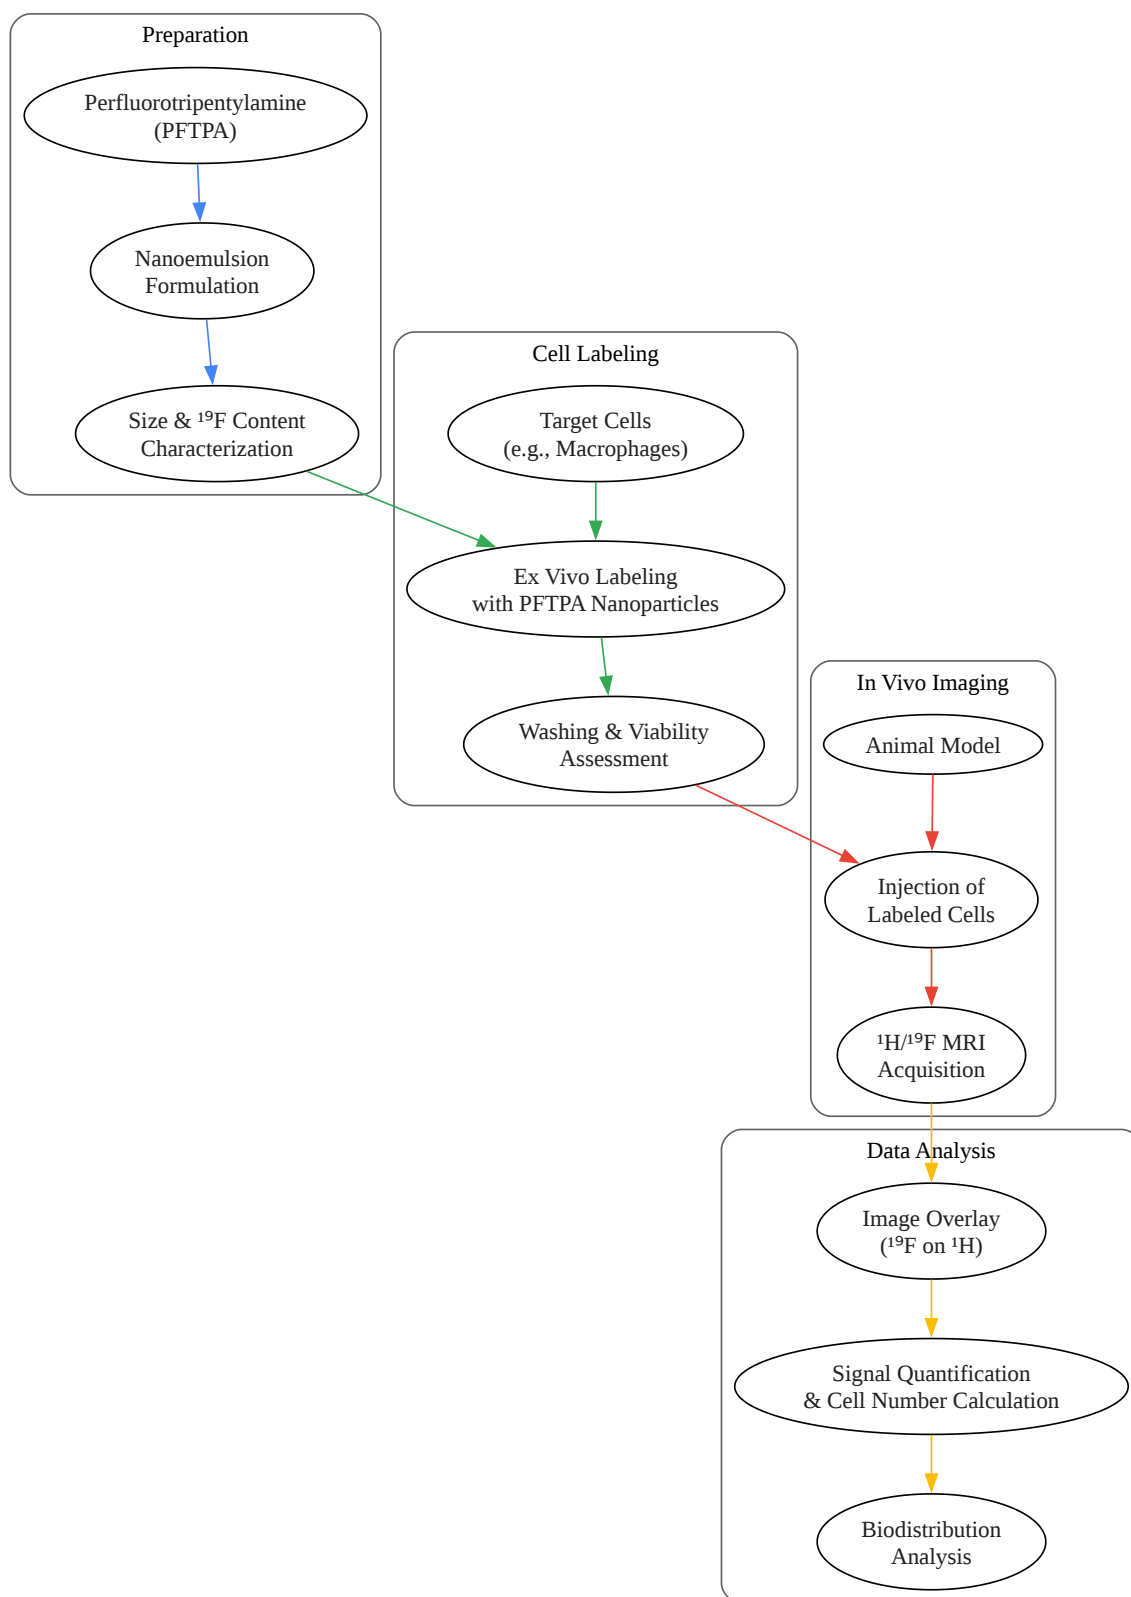 Preparation
Perfluorotripentylamine
(PFTPA)
Nanoemulsion
Formulation
Size & ¹⁹F Content
Characterization
Cell Labeling
Target Cells
(e.g., Macrophages)
Ex Vivo Labeling
with PFTPA Nanoparticles
Washing & Viability
Assessment
In Vivo Imaging
Animal Model
Injection of
Labeled Cells
¹H/¹⁹F MRI
Acquisition
Data Analysis
Image Overlay
(¹⁹F on ¹H)
Signal Quantification
& Cell Number Calculation
Biodistribution
Analysis